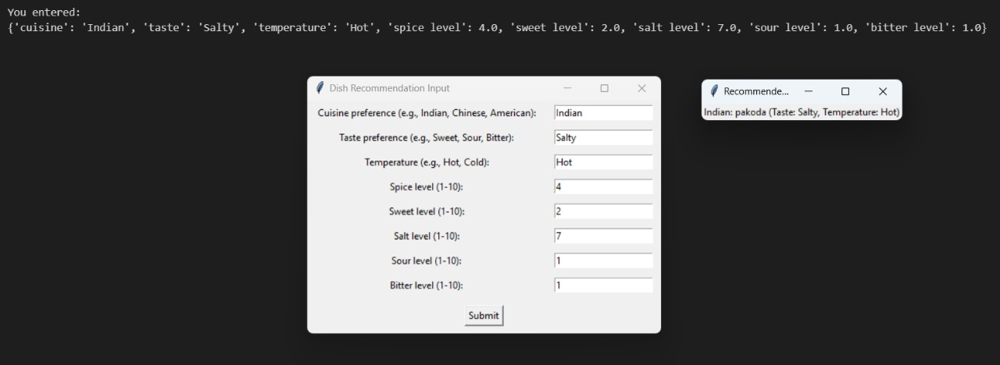 You entered:
{'cuisine': 'Indian', 'taste': 'Salty', 'temperature': 'Hot', 'spice level': 4.0, 'sweet level': 2.0, 'salt level': 7.0, 'sour level': 1.0, 'bitter level': 1.0}
Dish Recommendation Input
Cuisine preference (e.g., Indian, Chinese, American): Indian
Taste preference (e.g., Sweet, Sour, Bitter): Salty
Temperature (e.g., Hot, Cold): Hot
Spice level (1-10): 4
Sweet level (1-10): 2
Salt level (1-10): 7
Sour level (1-10): 1
Bitter level (1-10): 1
Submit
Recommende...
Indian: pakoda (Taste: Salty, Temperature: Hot)